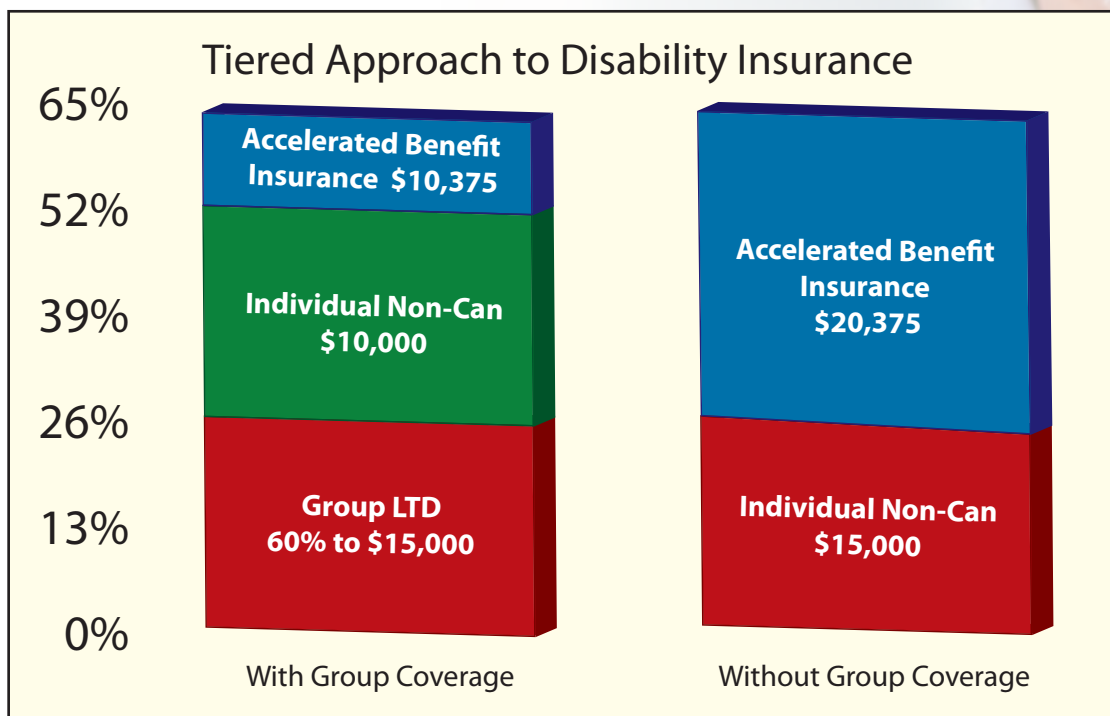 Tiered Approach to Disability Insurance
65%
52%
39%
26%
13%
0%
Accelerated Benefit
Insurance $10,375
Individual Non-Can
$10,000
Group LTD
60% to $15,000
With Group Coverage
Accelerated Benefit
Insurance
$20,375
Individual Non-Can
$15,000
Without Group Coverage